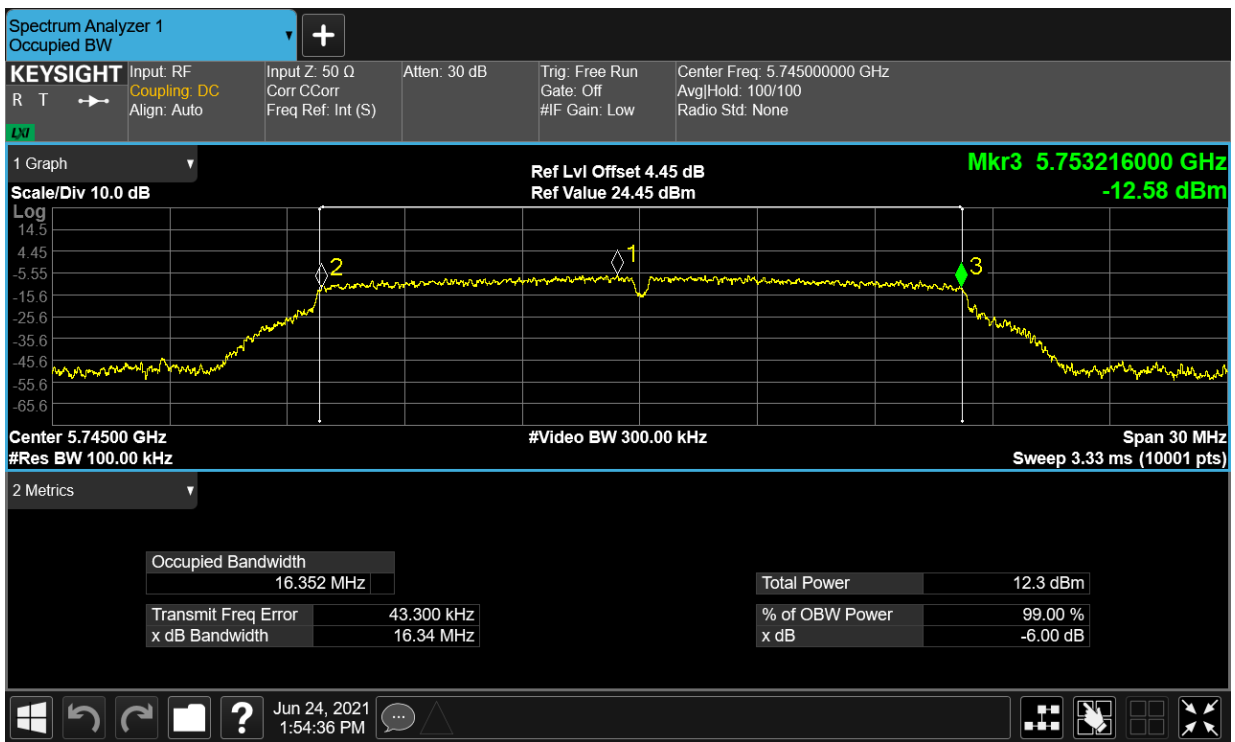 Spectrum Analyzer 1
Occupied BW
+
KEYSIGHT
R T
LXI
Input: RF
Coupling: DC
Align: Auto
Input Z: 50 Ω
Corr CCorr
Freq Ref: Int (S)
Atten: 30 dB
Trig: Free Run
Gate: Off
#IF Gain: Low
Center Freq: 5.745000000 GHz
Avg|Hold: 100/100
Radio Std: None
1 Graph
Scale/Div 10.0 dB
Ref Lvl Offset 4.45 dB
Ref Value 24.45 dBm
Mkr3 5.753216000 GHz
-12.58 dBm
Log
14.5
4.45
-5.55
-15.6
-25.6
-35.6
-45.6
-55.6
-65.6
2
1
3
Center 5.74500 GHz
#Res BW 100.00 kHz
#Video BW 300.00 kHz
Span 30 MHz
Sweep 3.33 ms (10001 pts)
2 Metrics
Occupied Bandwidth
16.352 MHz
Transmit Freq Error 43.300 kHz
x dB Bandwidth 16.34 MHz
Total Power 12.3 dBm
% of OBW Power 99.00 %
x dB -6.00 dB
?
Jun 24, 2021
1:54:36 PM